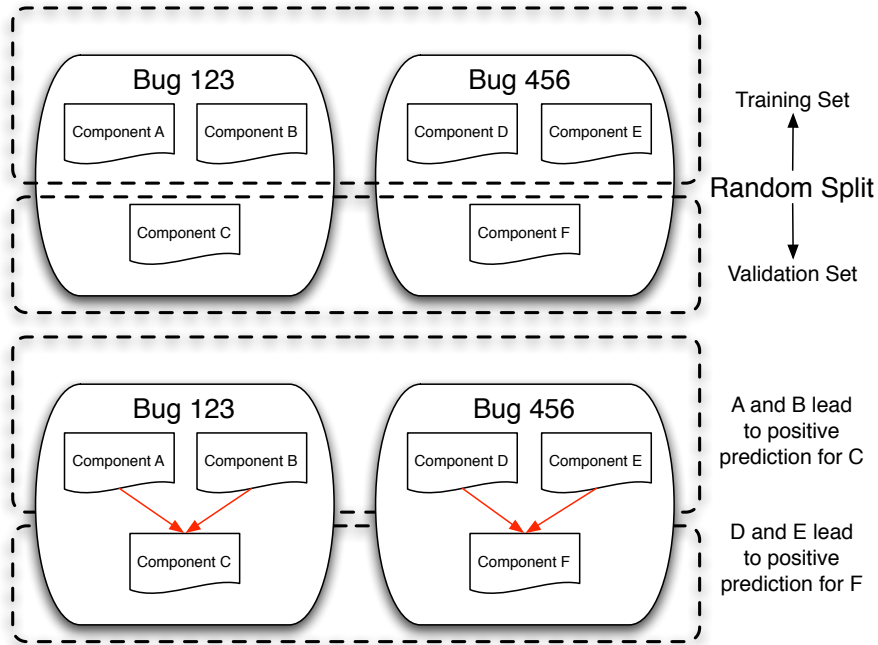 Bug 123
Bug 456
Component A
Component B
Component D
Component E
Component C
Component F
Training Set
Random Split
Validation Set
Bug 123
Bug 456
Component A
Component B
Component D
Component E
Component C
Component F
A and B lead
to positive
prediction for C
D and E lead
to positive
prediction for F